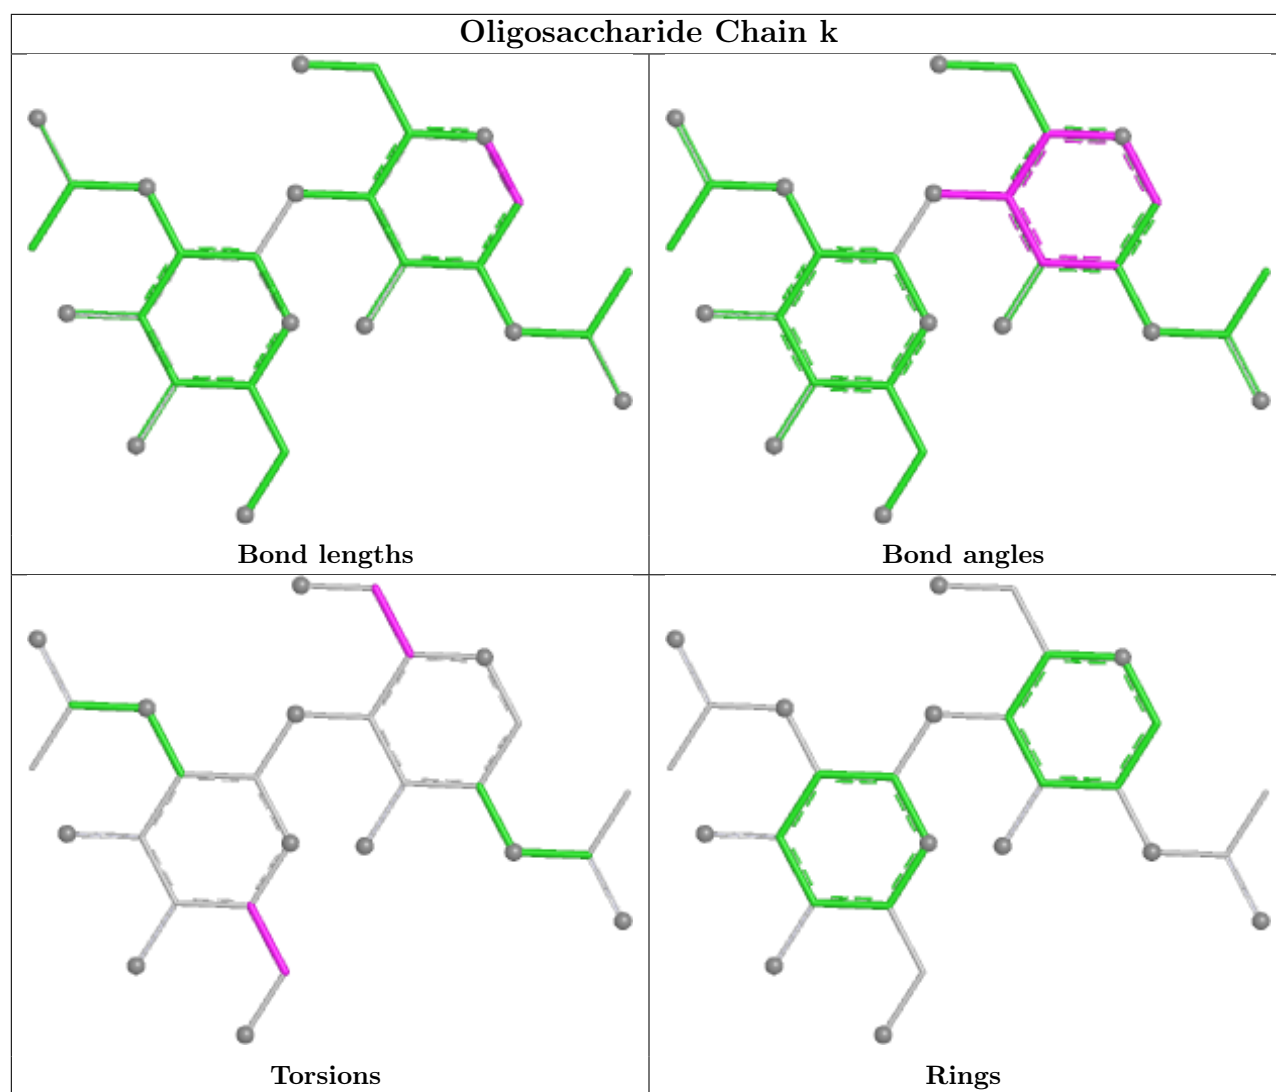 Oligosaccharide Chain k
Bond lengths
Bond angles
Torsions
Rings